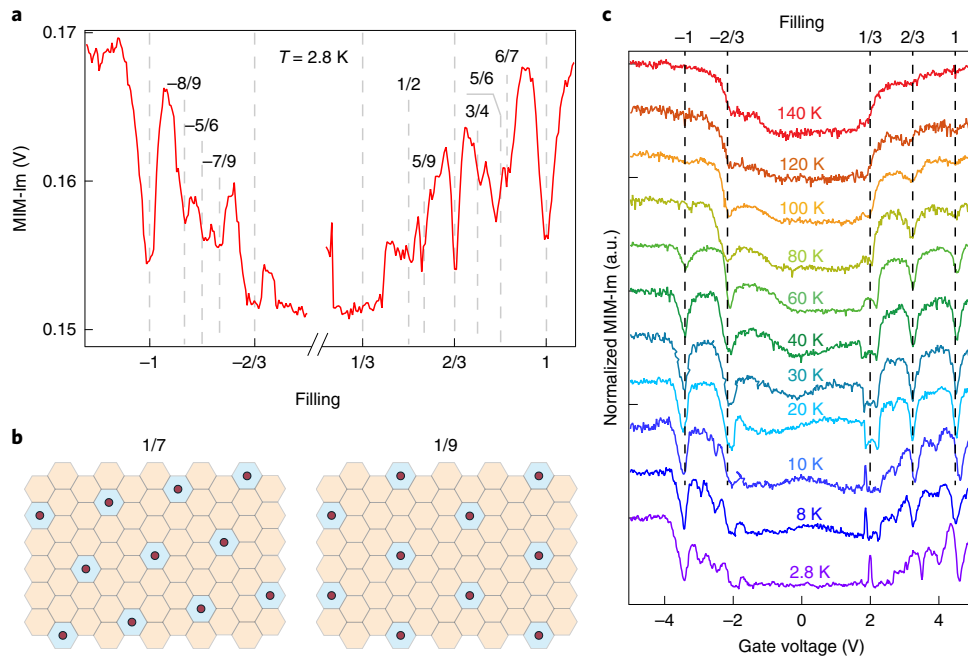 a
0.17
T = 2.8 K
6/7
−8/9
1/2
5/6
−5/6
3/4
−7/9
5/9
MIM-Im (V)
0.16
0.15
−1
−2/3
1/3
2/3
1
Filling
b
1/7
1/9
c
Filling
−1
−2/3
1/3
2/3
1
140 K
120 K
100 K
80 K
60 K
40 K
30 K
20 K
10 K
8 K
2.8 K
Normalized MIM-Im (a.u.)
−4
−2
0
2
4
Gate voltage (V)